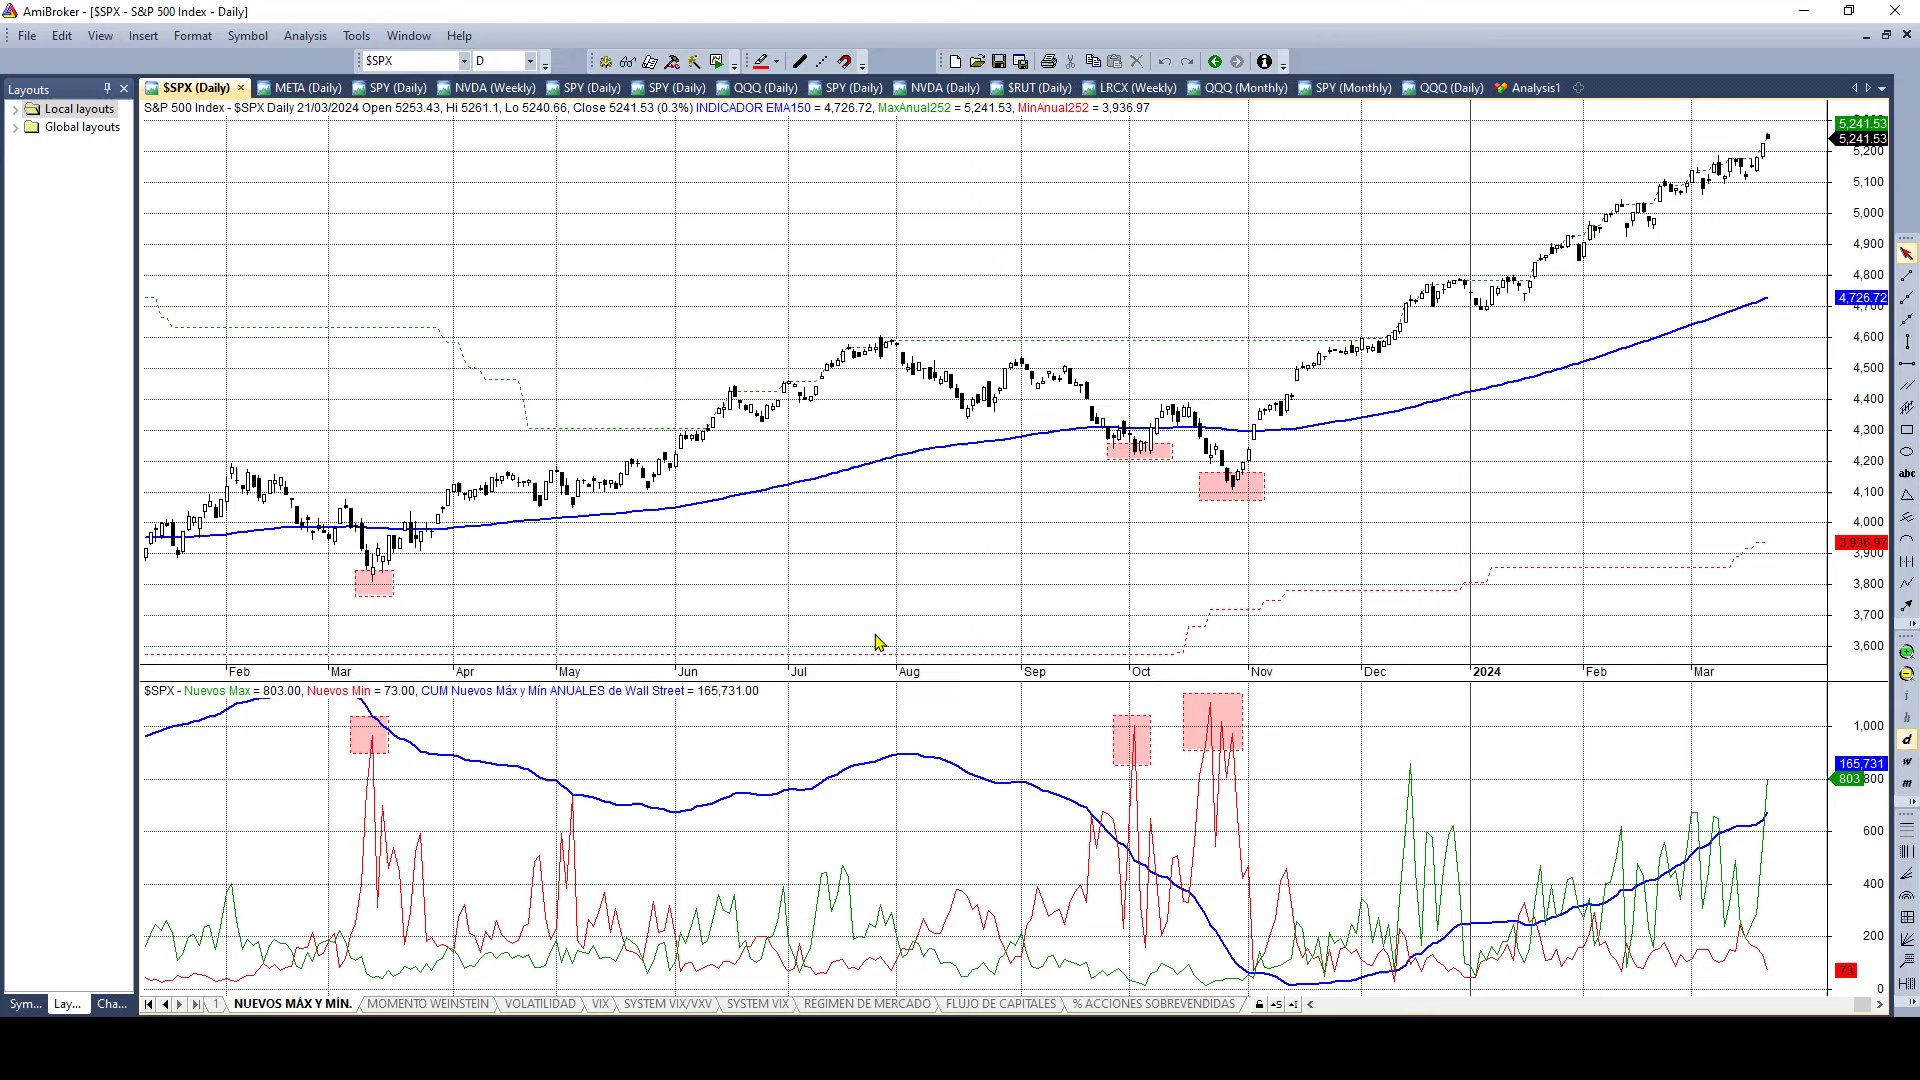 AmiBroker - [$SPX - S&P 500 Index - Daily]
File Edit View Insert Format Symbol Analysis Tools Window Help
$SPX D
Layouts
Local layouts
Global layouts
$SPX (Daily) META (Daily) SPY (Daily) NVDA (Weekly) SPY (Daily) SPY (Daily) QQQ (Daily) SPY (Daily) NVDA (Daily) $RUT (Daily) LRCX (Weekly) QQQ (Monthly) SPY (Monthly) QQQ (Daily) Analysis1
S&P 500 Index - $SPX Daily 21/03/2024 Open 5253.43, Hi 5261.1, Lo 5240.66, Close 5241.53 (0.3%) INDICADOR EMA150 = 4,726.72, MaxAnual252 = 5,241.53, MinAnual252 = 3,936.97
5,241.53
5,241.53
5,200
5,100
5,000
4,900
4,800
4,726.72
4,700
4,600
4,500
4,400
4,300
4,200
4,100
4,000
3,936.97
3,900
3,800
3,700
3,600
Feb Mar Apr May Jun Jul Aug Sep Oct Nov Dec 2024 Feb Mar
$SPX - Nuevos Max = 803.00, Nuevos Min = 73.00, CUM Nuevos Máx y Mín ANUALES de Wall Street = 165,731.00
1,000
165,731
803
800
600
400
200
73
0
abc
i
h
d
w
m
Sym... Lay... Cha...
1 NUEVOS MÁX Y MÍN. MOMENTO WEINSTEIN VOLATILIDAD VIX SYSTEM VIX/VXV SYSTEM VIX RÉGIMEN DE MERCADO FLUJO DE CAPITALES % ACCIONES SOBREVENDIDAS